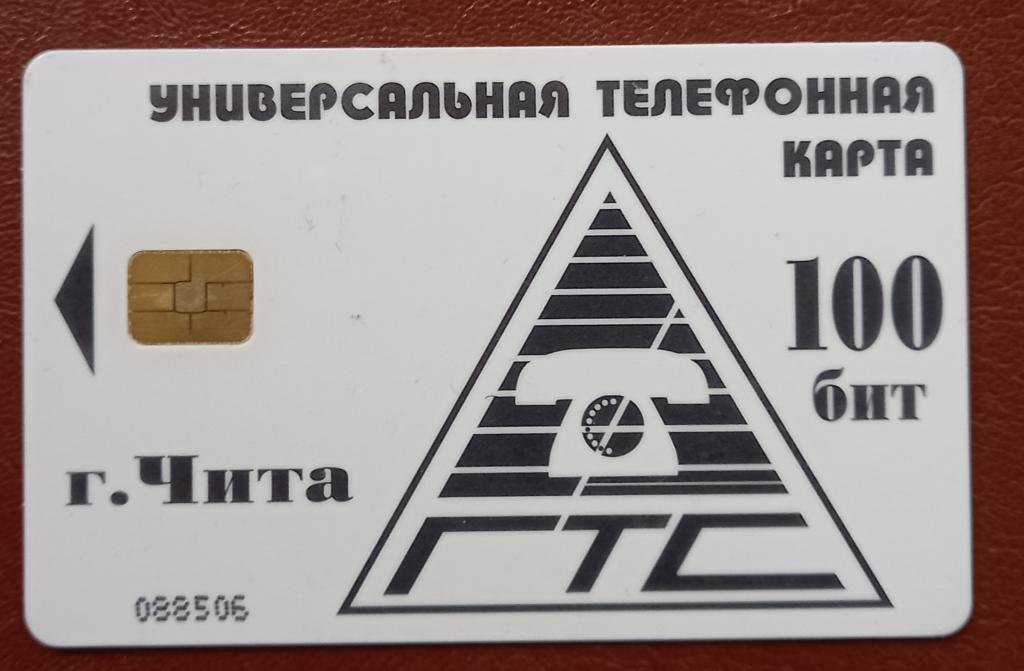 УНИВЕРСАЛЬНАЯ ТЕЛЕФОННАЯ
КАРТА
100
бит
г. Чита
ГТС
088506